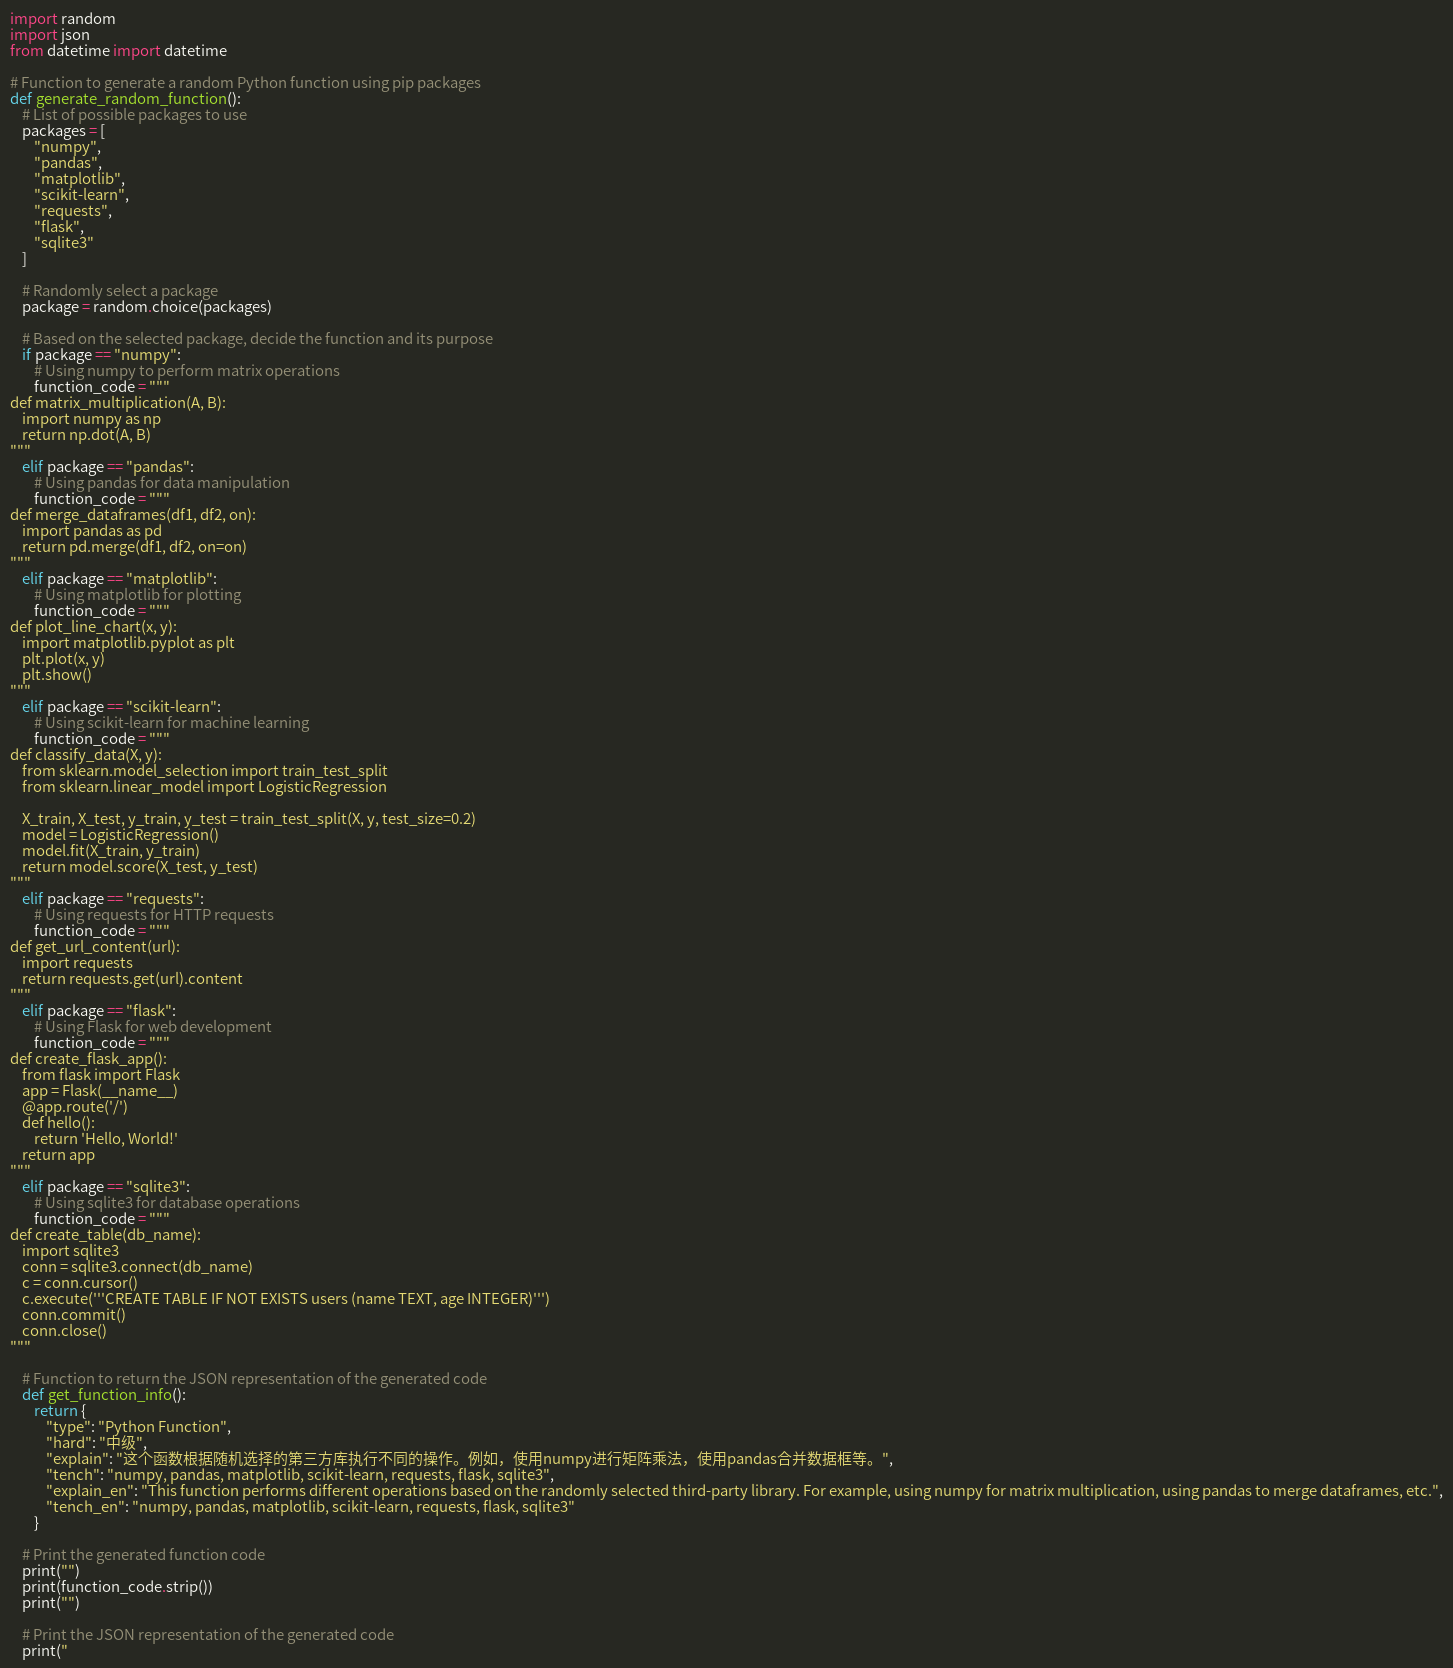 import random
import json
from datetime import datetime

# Function to generate a random Python function using pip packages
def generate_random_function():
    # List of possible packages to use
    packages = [
        "numpy",
        "pandas",
        "matplotlib",
        "scikit-learn",
        "requests",
        "flask",
        "sqlite3"
    ]

    # Randomly select a package
    package = random.choice(packages)

    # Based on the selected package, decide the function and its purpose
    if package == "numpy":
        # Using numpy to perform matrix operations
        function_code = """
def matrix_multiplication(A, B):
    import numpy as np
    return np.dot(A, B)
"""
    elif package == "pandas":
        # Using pandas for data manipulation
        function_code = """
def merge_dataframes(df1, df2, on):
    import pandas as pd
    return pd.merge(df1, df2, on=on)
"""
    elif package == "matplotlib":
        # Using matplotlib for plotting
        function_code = """
def plot_line_chart(x, y):
    import matplotlib.pyplot as plt
    plt.plot(x, y)
    plt.show()
"""
    elif package == "scikit-learn":
        # Using scikit-learn for machine learning
        function_code = """
def classify_data(X, y):
    from sklearn.model_selection import train_test_split
    from sklearn.linear_model import LogisticRegression

    X_train, X_test, y_train, y_test = train_test_split(X, y, test_size=0.2)
    model = LogisticRegression()
    model.fit(X_train, y_train)
    return model.score(X_test, y_test)
"""
    elif package == "requests":
        # Using requests for HTTP requests
        function_code = """
def get_url_content(url):
    import requests
    return requests.get(url).content
"""
    elif package == "flask":
        # Using Flask for web development
        function_code = """
def create_flask_app():
    from flask import Flask
    app = Flask(__name__)
    @app.route('/')
    def hello():
        return 'Hello, World!'
    return app
"""
    elif package == "sqlite3":
        # Using sqlite3 for database operations
        function_code = """
def create_table(db_name):
    import sqlite3
    conn = sqlite3.connect(db_name)
    c = conn.cursor()
    c.execute('''CREATE TABLE IF NOT EXISTS users (name TEXT, age INTEGER)''')
    conn.commit()
    conn.close()
"""

    # Function to return the JSON representation of the generated code
    def get_function_info():
        return {
            "type": "Python Function",
            "hard": "中级",
            "explain": "这个函数根据随机选择的第三方库执行不同的操作。例如，使用numpy进行矩阵乘法，使用pandas合并数据框等。",
            "tench": "numpy, pandas, matplotlib, scikit-learn, requests, flask, sqlite3",
            "explain_en": "This function performs different operations based on the randomly selected third-party library. For example, using numpy for matrix multiplication, using pandas to merge dataframes, etc.",
            "tench_en": "numpy, pandas, matplotlib, scikit-learn, requests, flask, sqlite3"
        }

    # Print the generated function code
    print("")
    print(function_code.strip())
    print("")

    # Print the JSON representation of the generated code
    print("